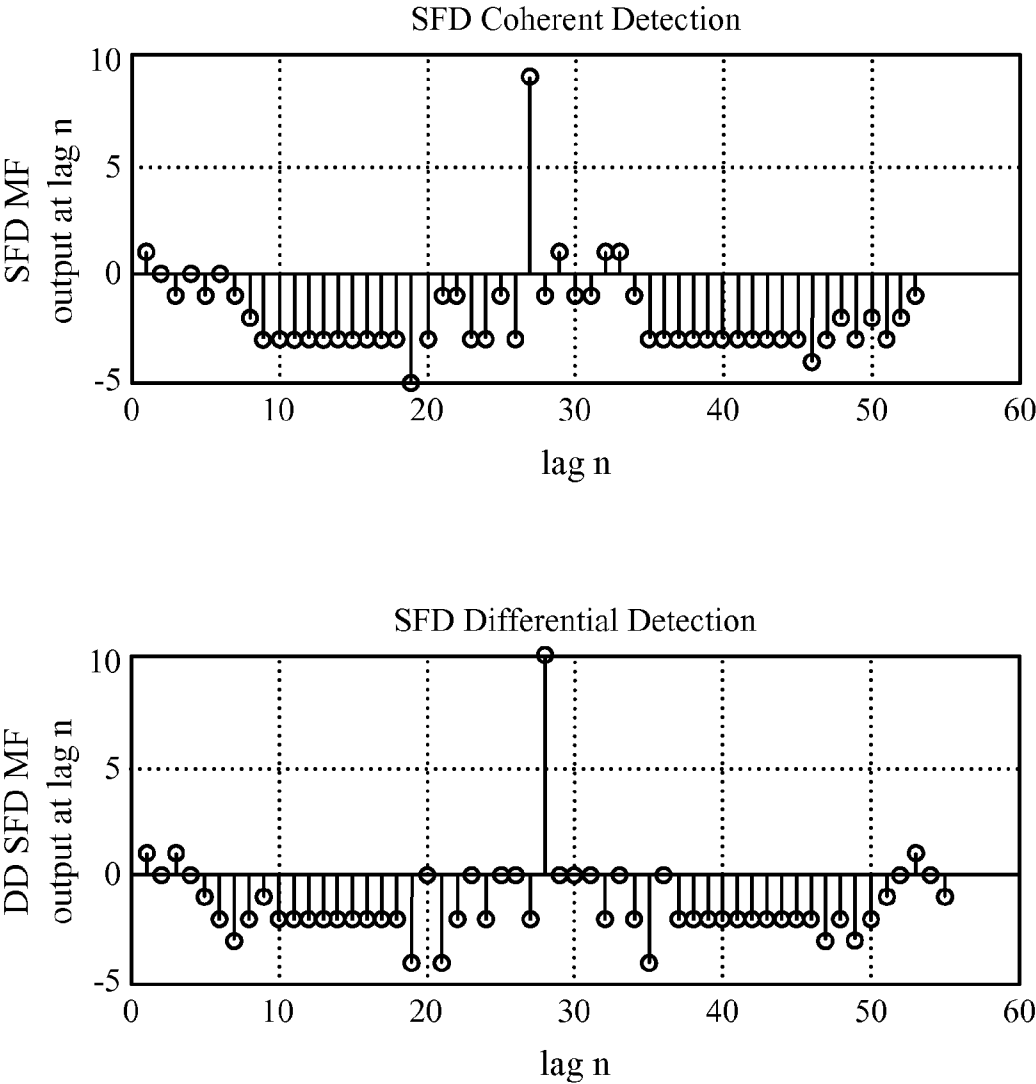 SFD Coherent Detection
10
5
0
-5
SFD MF
output at lag n
0 10 20 30 40 50 60
lag n
SFD Differential Detection
10
5
0
-5
DD SFD MF
output at lag n
0 10 20 30 40 50 60
lag n